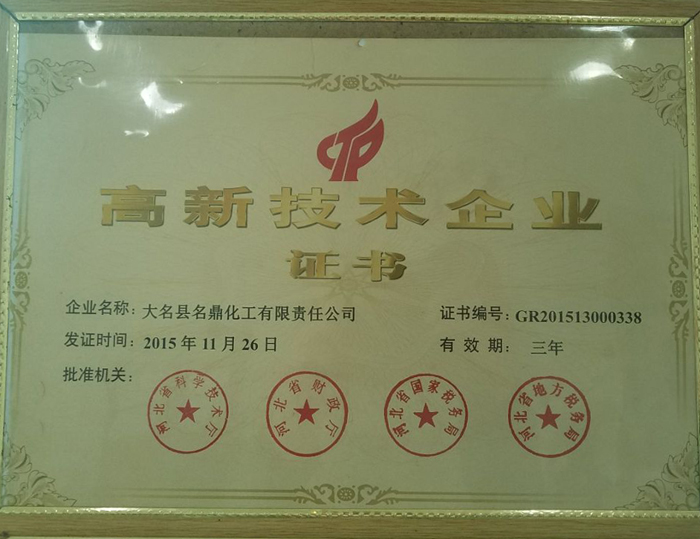 CTP
高新技术企业
证书
企业名称：大名县名鼎化工有限责任公司
证书编号：GR201513000338
发证时间：2015年11月26日
有效期：三年
批准机关：
河北省科学技术厅
河北省财政厅
河北省国家税务局
河北省地方税务局